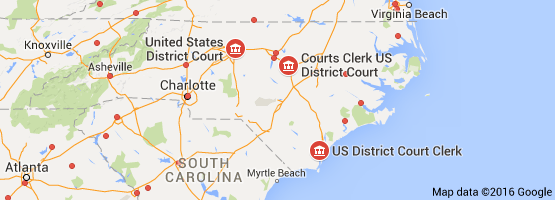 Virginia Beach
Knoxville
United States
District Court
Asheville
Courts Clerk US
District Court
Charlotte
US District Court Clerk
Atlanta
SOUTH
CAROLINA
Myrtle Beach
Map data ©2016 Google